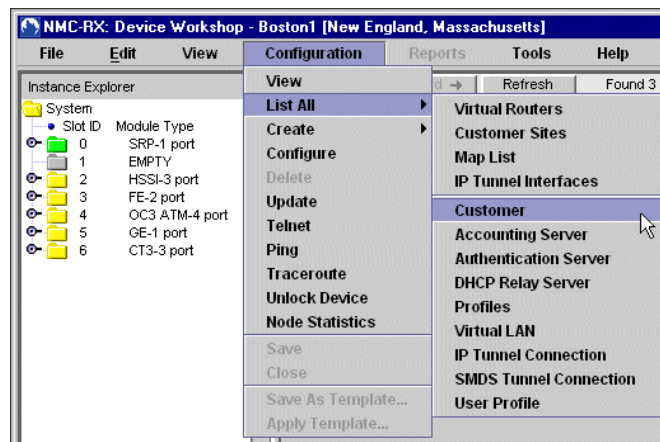 NMC-RX: Device Workshop - Boston1 [New England, Massachusetts]
File Edit View Configuration Reports Tools Help
Instance Explorer
System
Slot ID Module Type
0 SRP-1 port
1 EMPTY
2 HSSI-3 port
3 FE-2 port
4 OC3 ATM-4 port
5 GE-1 port
6 CT3-3 port
View
List All
Create
Configure
Delete
Update
Telnet
Ping
Traceroute
Unlock Device
Node Statistics
Save
Close
Save As Template...
Apply Template...
Refresh Found 3
Virtual Routers
Customer Sites
Map List
IP Tunnel Interfaces
Customer
Accounting Server
Authentication Server
DHCP Relay Server
Profiles
Virtual LAN
IP Tunnel Connection
SMDS Tunnel Connection
User Profile